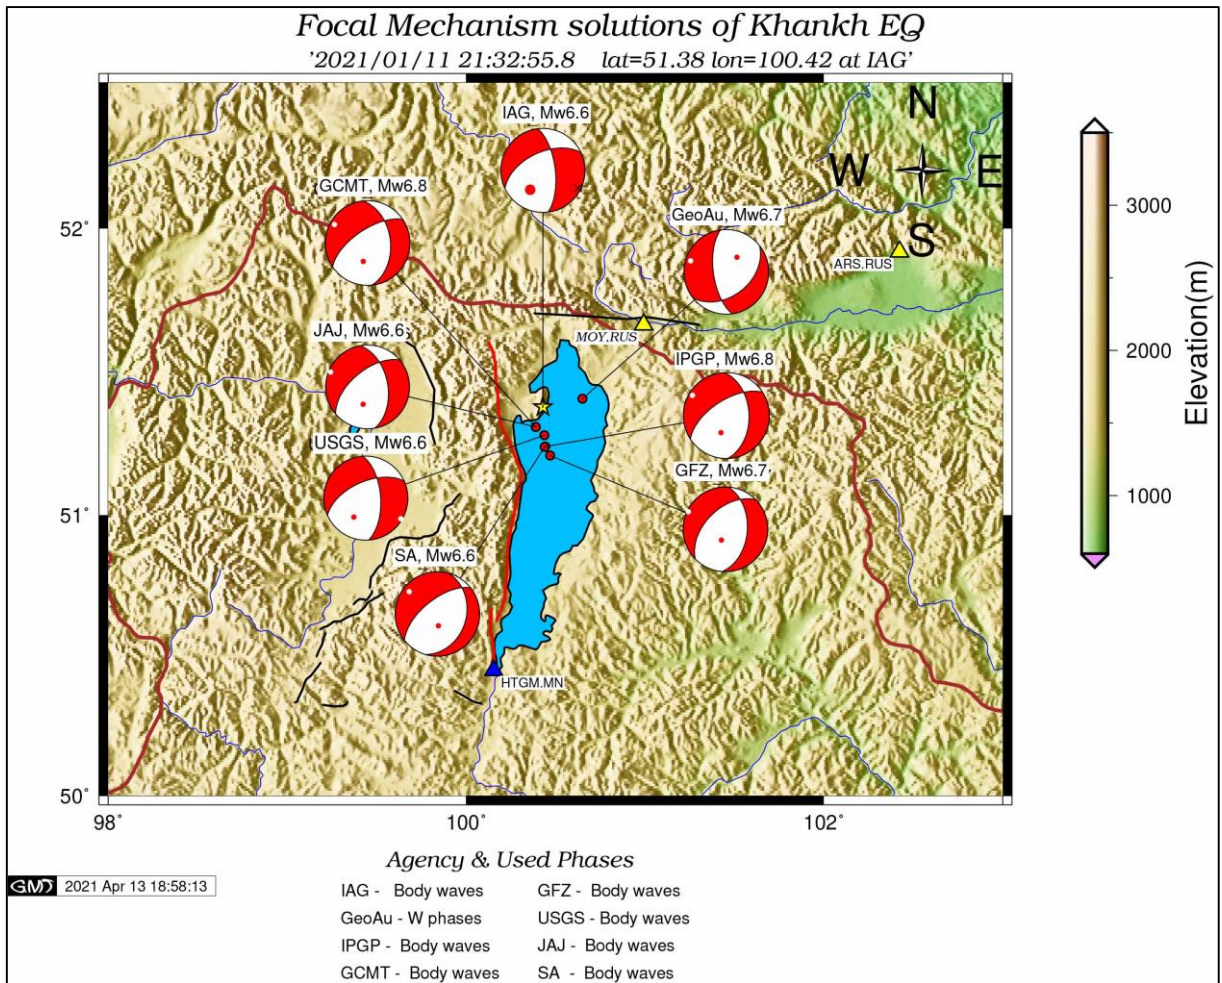 Focal Mechanism solutions of Khankh EQ
'2021/01/11 21:32:55.8 lat=51.38 lon=100.42 at IAG'
N
W
E
S
IAG, Mw6.6
GCMT, Mw6.8
GeoAu, Mw6.7
ARS.RUS
MOY.RUS
JAJ, Mw6.6
IPGP, Mw6.8
USGS, Mw6.6
GFZ, Mw6.7
SA, Mw6.6
HTGM.MN
52˚
51˚
50˚
98˚
100˚
102˚
3000
2000
1000
Elevation(m)
Agency & Used Phases
GMT 2021 Apr 13 18:58:13
IAG - Body waves
GFZ - Body waves
GeoAu - W phases
USGS - Body waves
IPGP - Body waves
JAJ - Body waves
GCMT - Body waves
SA - Body waves